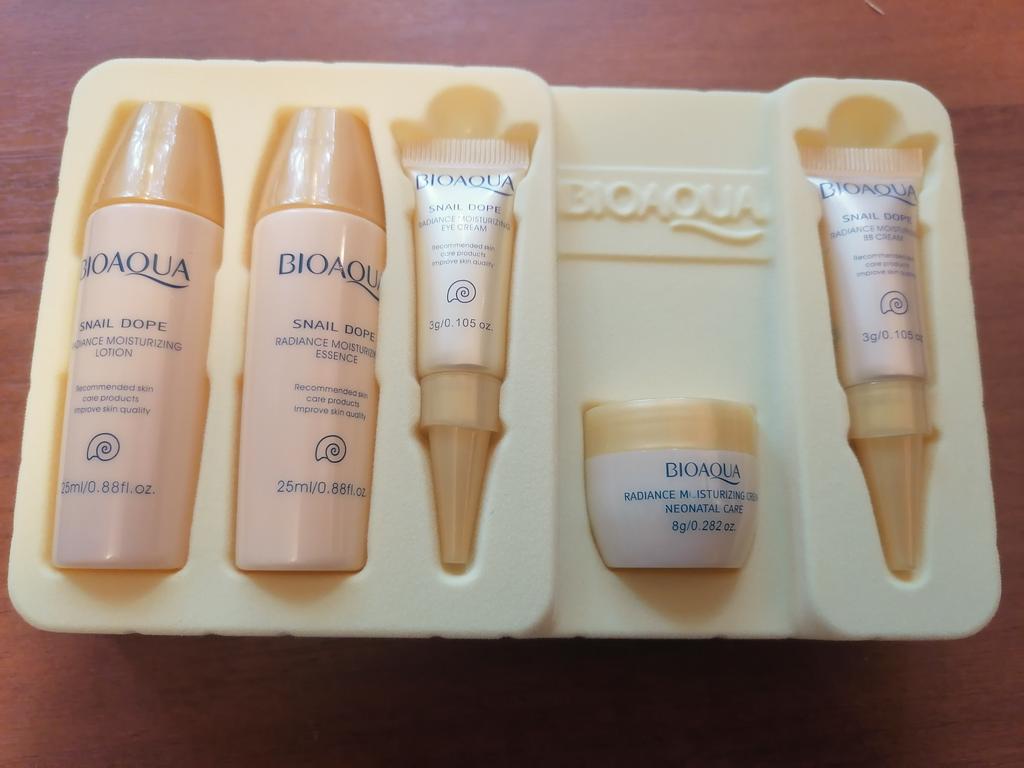 BIOAQUA
SNAIL DOPE
RADIANCE MOISTURIZING
LOTION
Recommended skin
care products
Improve skin quality
25ml/0.88fl.oz.
BIOAQUA
SNAIL DOPE
RADIANCE MOISTURIZING
ESSENCE
Recommended skin
care products
Improve skin quality
25ml/0.88fl.oz.
BIOAQUA
SNAIL DOPE
RADIANCE MOISTURIZING
EYE CREAM
Recommended skin
care products
Improve skin quality
3g/0.105 oz.
BIOAQUA
BIOAQUA
RADIANCE MOISTURIZING CREAM
NEONATAL CARE
8g/0.282 oz.
BIOAQUA
SNAIL DOPE
RADIANCE MOISTURIZING
BB CREAM
Recommended skin
care products
Improve skin quality
3g/0.105 oz